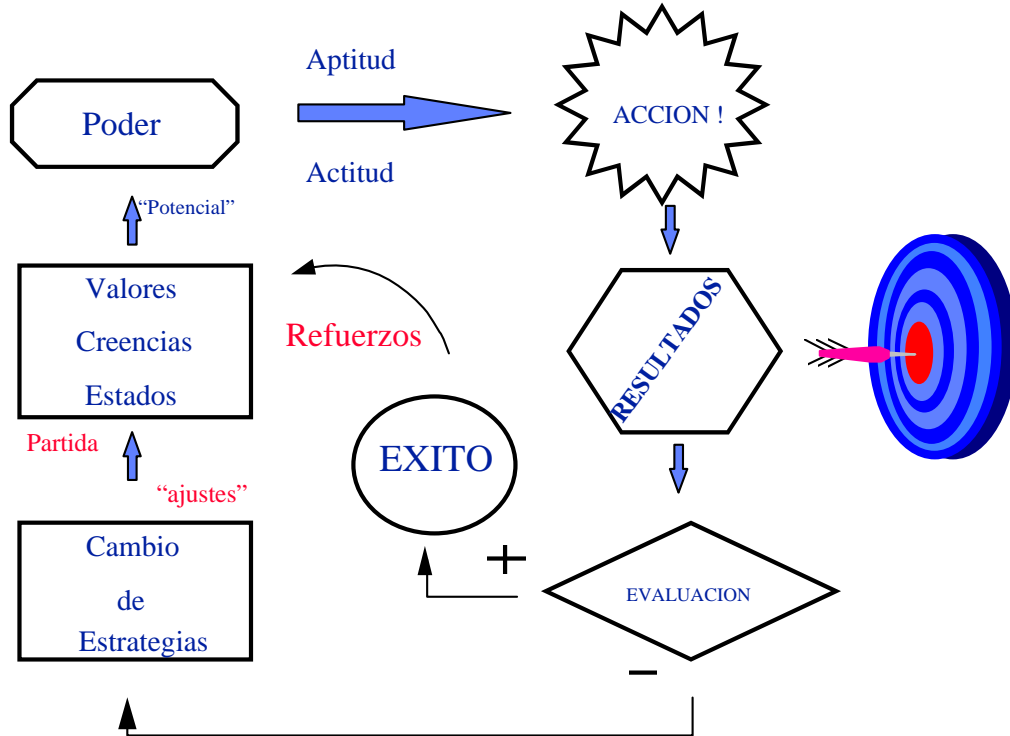 Aptitud
Poder
ACCION !
Actitud
“Potencial”
Valores
Creencias
Estados
Refuerzos
RESULTADOS
Partida
“ajustes”
EXITO
Cambio
de
Estrategias
+
EVALUACION
−